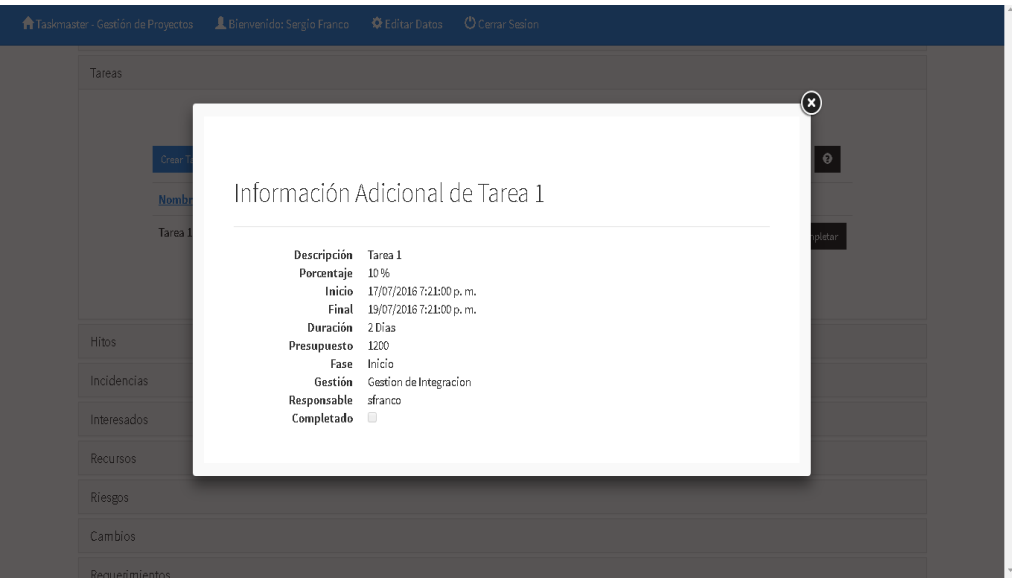 Taskmaster - Gestión de Proyectos Bienvenido: Sergio Franco Editar Datos Cerrar Sesion
Tareas
Crear
Información Adicional de Tarea 1
Tarea 1
Descripción Tarea 1
Porcentaje 10 %
Inicio 17/07/2016 7:21:00 p. m.
Final 19/07/2016 7:21:00 p. m.
Duración 2 Dias
Presupuesto 1200
Fase Inicio
Gestión Gestion de Integracion
Responsable sfranco
Completado
Hitos
Incidencias
Interesados
Recursos
Riesgos
Cambios
Requerimientos